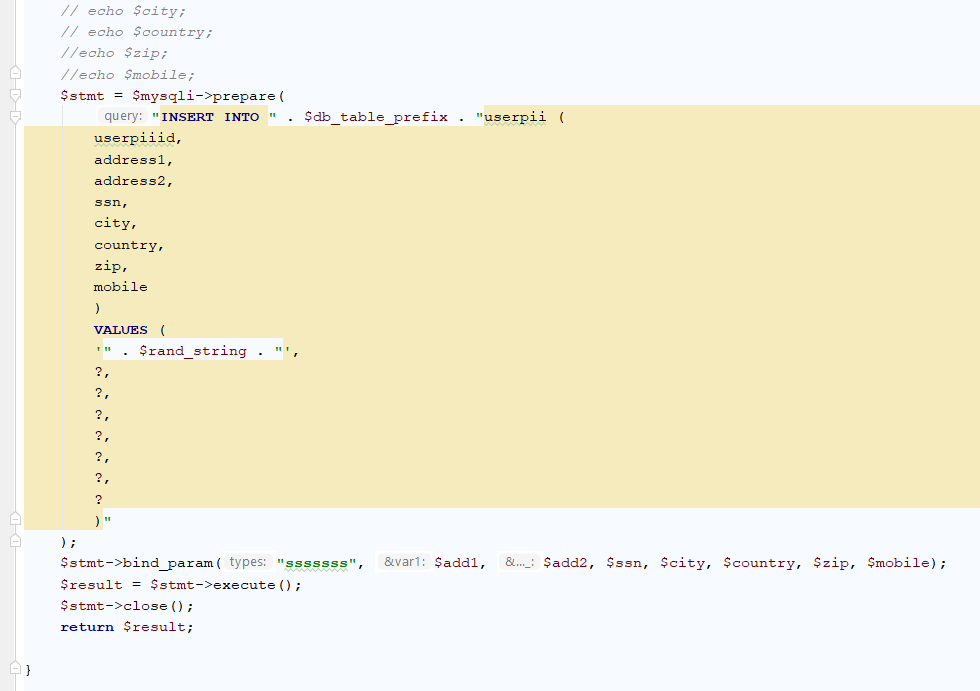 // echo $city;
// echo $country;
//echo $zip;
//echo $mobile;
$stmt = $mysqli->prepare(
query: "INSERT INTO " . $db_table_prefix . "userpii (
userpiiid,
address1,
address2,
ssn,
city,
country,
zip,
mobile
)
VALUES (
'" . $rand_string . "',
?,
?,
?,
?,
?,
?,
?
)"
);
$stmt->bind_param( types: "sssssss", &var1: $add1, &..._: $add2, $ssn, $city, $country, $zip, $mobile);
$result = $stmt->execute();
$stmt->close();
return $result;
}